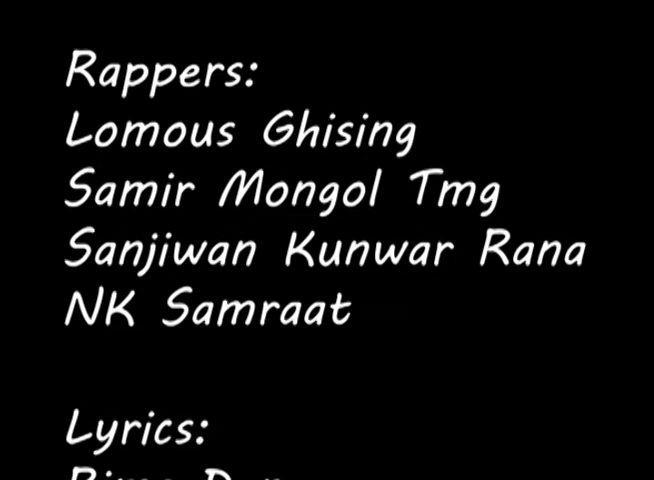 Rappers:
Lomous Ghising
Samir Mongol Tmg
Sanjiwan Kunwar Rana
NK Samraat
Lyrics: